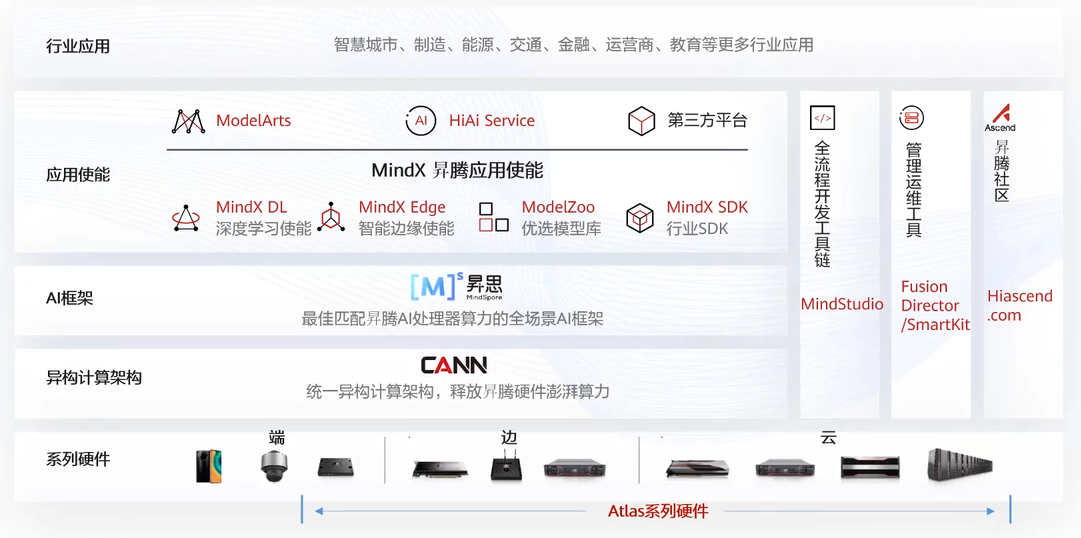 行业应用
智慧城市、制造、能源、交通、金融、运营商、教育等更多行业应用
应用使能
ModelArts
AI
HiAi Service
第三方平台
MindX 昇腾应用使能
MindX DL
深度学习使能
MindX Edge
智能边缘使能
ModelZoo
优选模型库
MindX SDK
行业SDK
AI框架
[M]s 昇思
MindSpore
最佳匹配昇腾AI处理器算力的全场景AI框架
异构计算架构
CANN
统一异构计算架构，释放昇腾硬件澎湃算力
</>
全流程开发工具链
MindStudio
管理运维工具
Fusion
Director
/SmartKit
Ascend
昇腾社区
Hiascend
.com
系列硬件
端
边
云
Atlas系列硬件